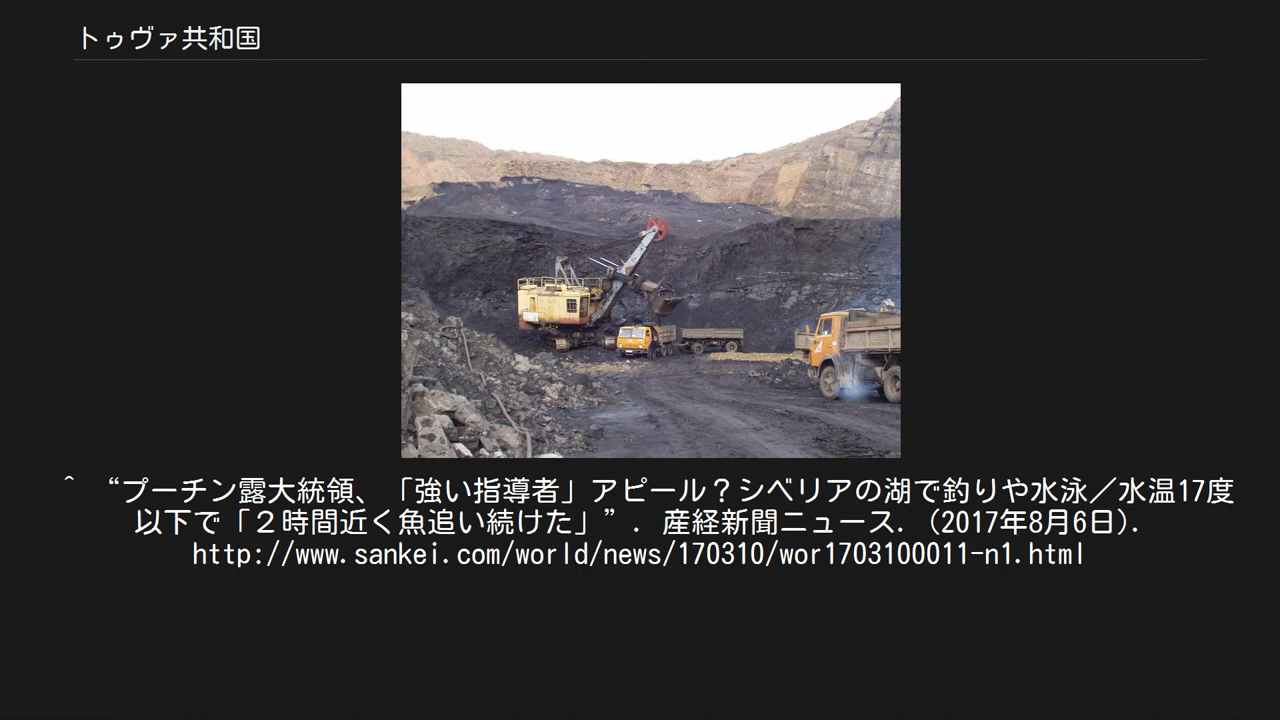 トゥヴァ共和国
^ “プーチン露大統領、「強い指導者」アピール？シベリアの湖で釣りや水泳／水温17度
以下で「２時間近く魚追い続けた」”. 産経新聞ニュース. (2017年8月6日).
http://www.sankei.com/world/news/170310/wor1703100011-n1.html